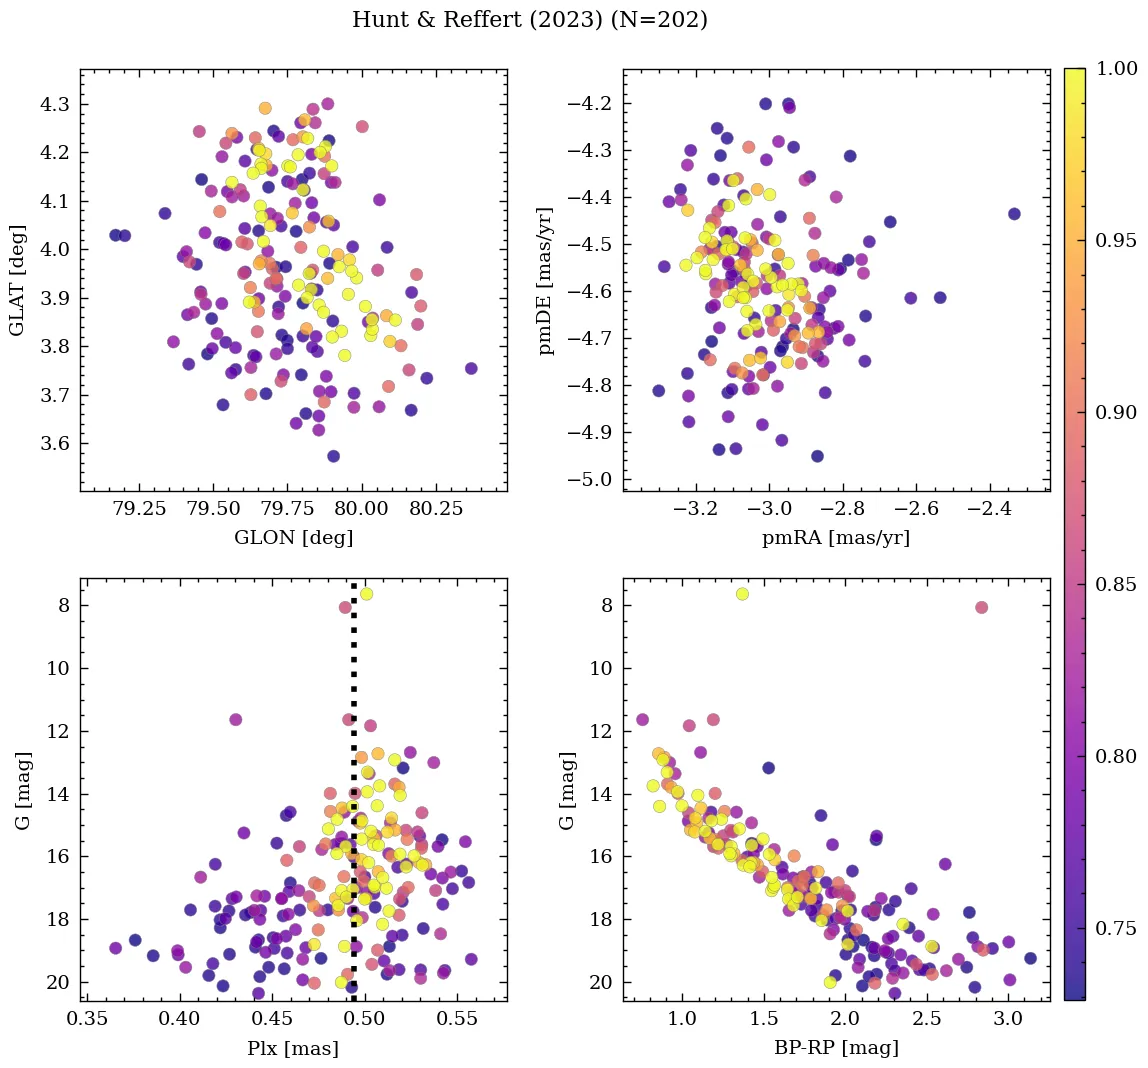 Hunt & Reffert (2023) (N=202)
4.3
4.2
4.1
4.0
3.9
3.8
3.7
3.6
GLAT [deg]
79.25 79.50 79.75 80.00 80.25
GLON [deg]
−4.2
−4.3
−4.4
−4.5
−4.6
−4.7
−4.8
−4.9
−5.0
pmDE [mas/yr]
−3.2 −3.0 −2.8 −2.6 −2.4
pmRA [mas/yr]
8
10
12
14
16
18
20
G [mag]
0.35 0.40 0.45 0.50 0.55
Plx [mas]
8
10
12
14
16
18
20
G [mag]
1.0 1.5 2.0 2.5 3.0
BP-RP [mag]
1.00
0.95
0.90
0.85
0.80
0.75